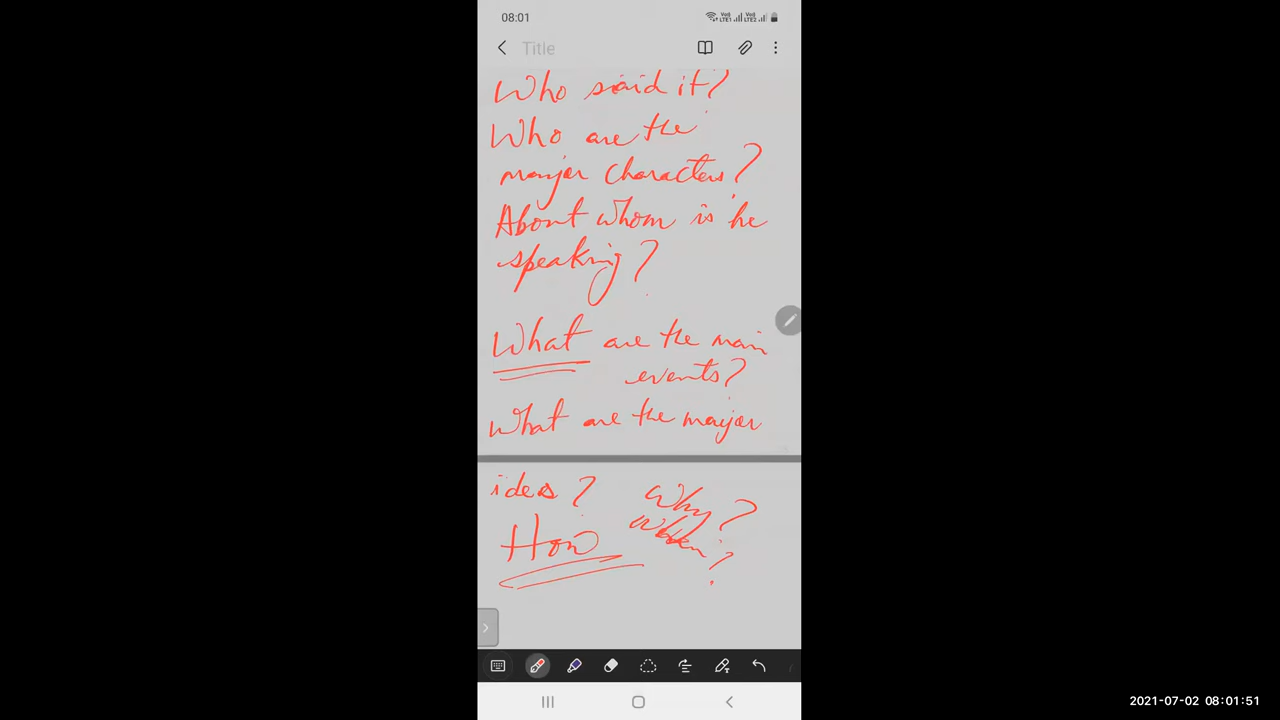 08:01
Title
Who said it?
Who are the
major characters?
About whom is he
speaking?
What are the main
events?
What are the major
ideas?
Why?
When?
How
2021-07-02 08:01:51